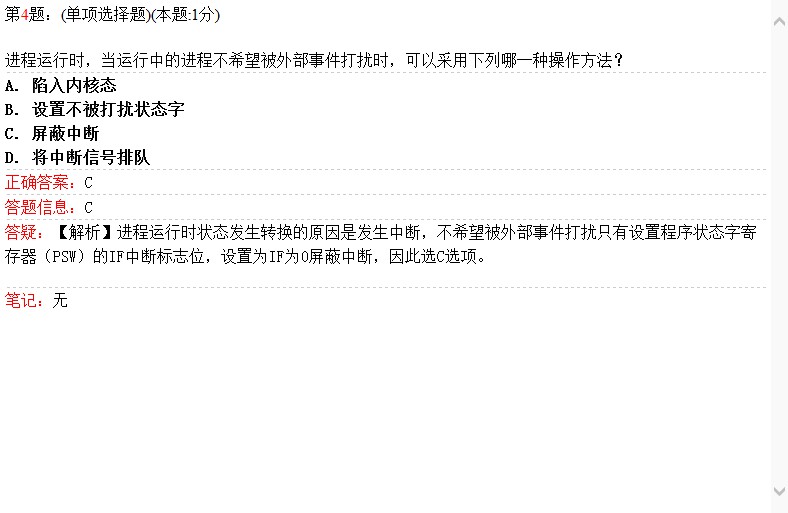 第4题：(单项选择题)(本题:1分)
进程运行时，当运行中的进程不希望被外部事件打扰时，可以采用下列哪一种操作方法？
A. 陷入内核态
B. 设置不被打扰状态字
C. 屏蔽中断
D. 将中断信号排队
正确答案：C
答题信息：C
答疑：【解析】进程运行时状态发生转换的原因是发生中断，不希望被外部事件打扰只有设置程序状态字寄
存器（PSW）的IF中断标志位，设置为IF为0屏蔽中断，因此选C选项。
笔记：无